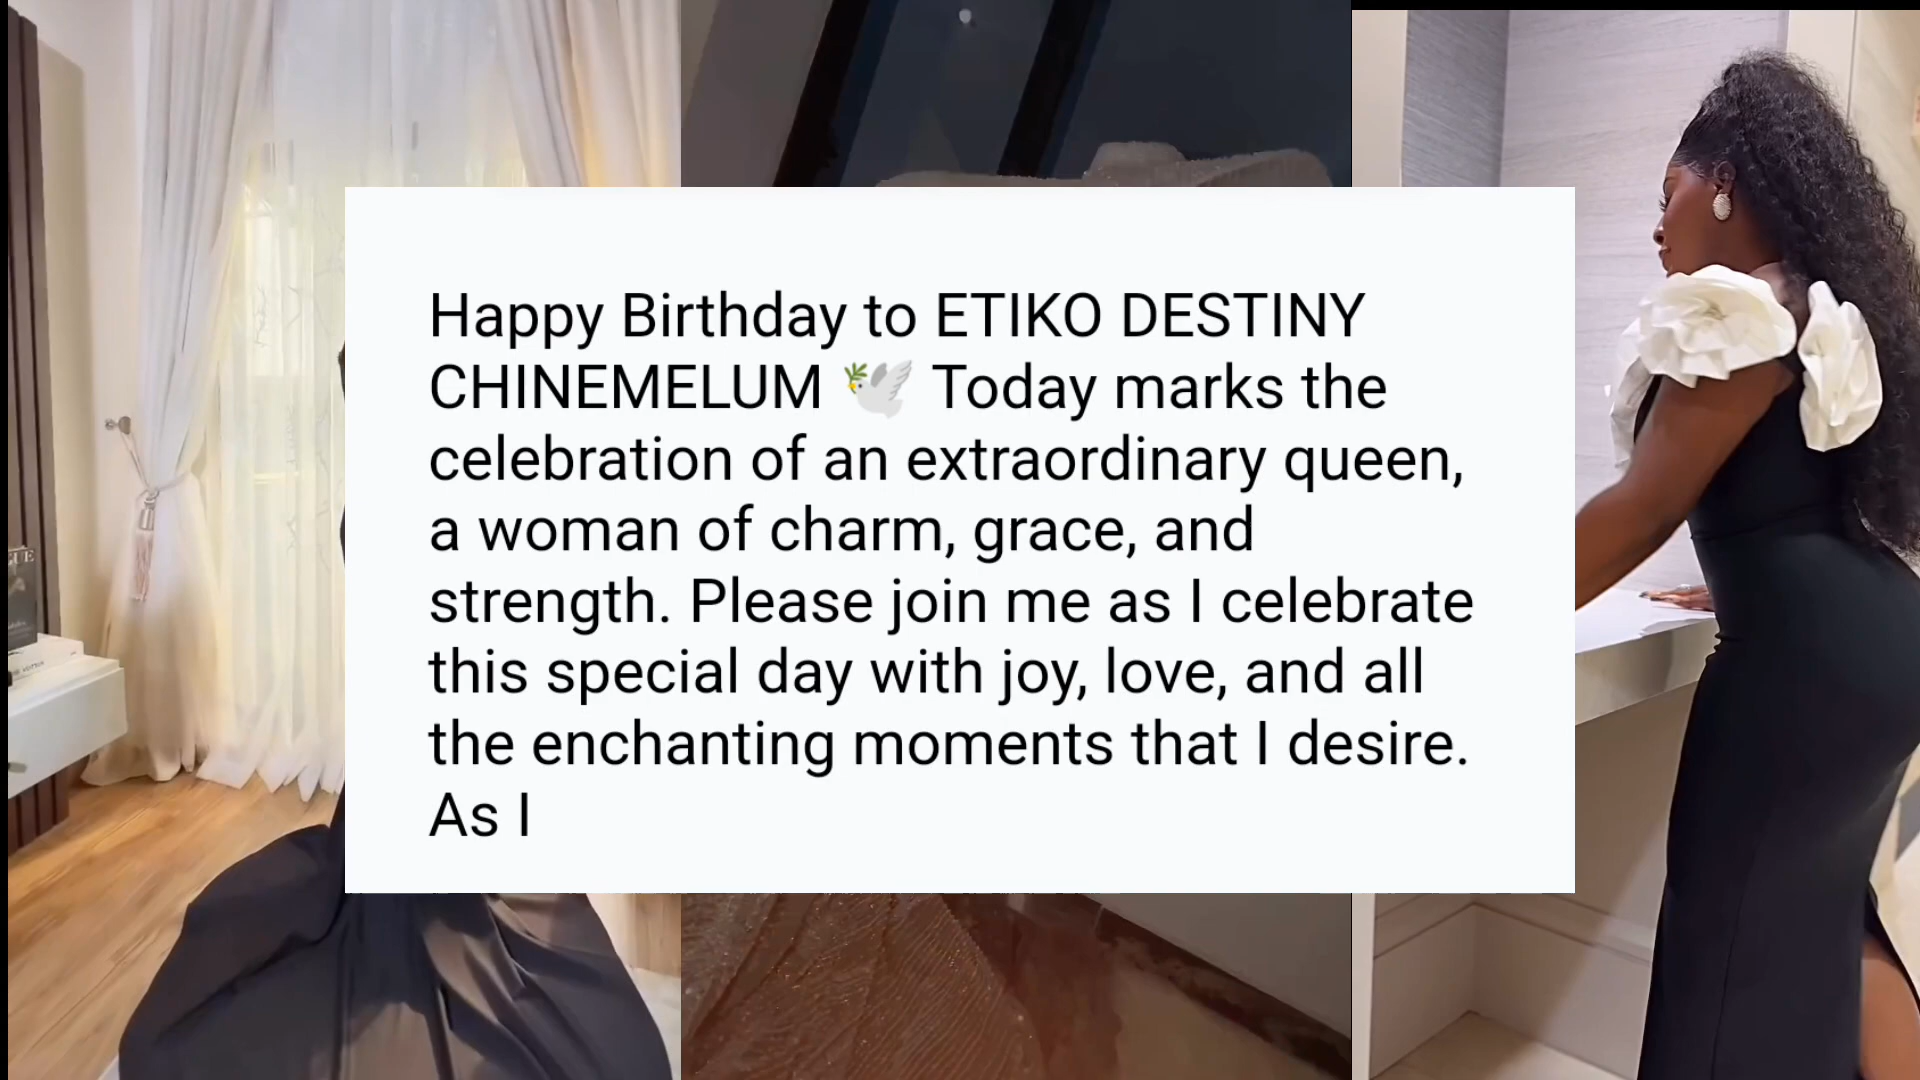 Happy Birthday to ETIKO DESTINY
CHINEMELUM 🕊️ Today marks the
celebration of an extraordinary queen,
a woman of charm, grace, and
strength. Please join me as I celebrate
this special day with joy, love, and all
the enchanting moments that I desire.
As I